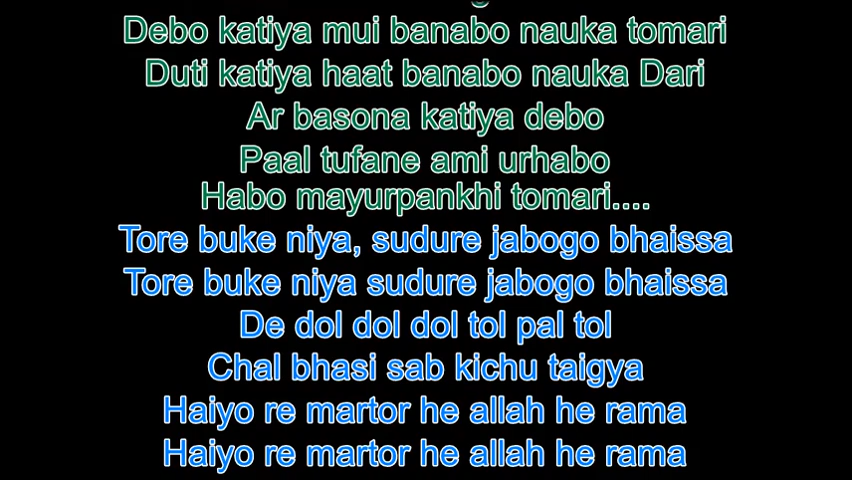 Debo katiya mui banabo nauka tomari
Duti katiya haat banabo nauka Dari
Ar basona katiya debo
Paal tufane ami urhabo
Habo mayurpankhi tomari....
Tore buke niya, sudure jabogo bhaissa
Tore buke niya sudure jabogo bhaissa
De dol dol dol tol pal tol
Chal bhasi sab kichu taigya
Haiyo re martor he allah he rama
Haiyo re martor he allah he rama